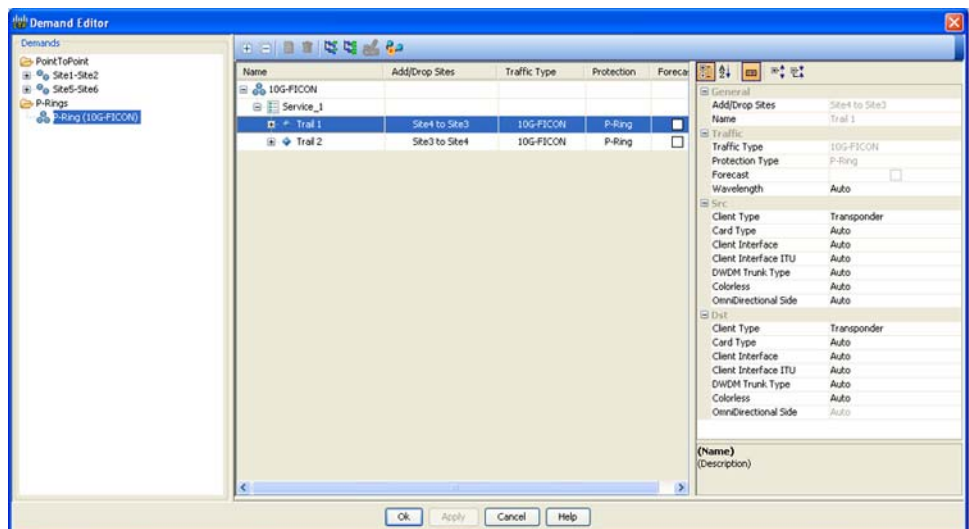 Demand Editor
Demands
PointToPoint
Site1-Site2
Site5-Site6
P-Rings
P-Ring (10G-FICON)
Name Add/Drop Sites Traffic Type Protection Foreca
10G-FICON
Service_1
Trail 1 Site4 to Site3 10G-FICON P-Ring
Trail 2 Site3 to Site4 10G-FICON P-Ring
General
Add/Drop Sites Site4 to Site3
Name Trail 1
Traffic
Traffic Type 10G-FICON
Protection Type P-Ring
Forecast
Wavelength Auto
Src
Client Type Transponder
Card Type Auto
Client Interface Auto
Client Interface ITU Auto
DWDM Trunk Type Auto
Colorless Auto
OmniDirectional Side Auto
Dst
Client Type Transponder
Card Type Auto
Client Interface Auto
Client Interface ITU Auto
DWDM Trunk Type Auto
Colorless Auto
OmniDirectional Side Auto
(Name)
(Description)
Ok Apply Cancel Help